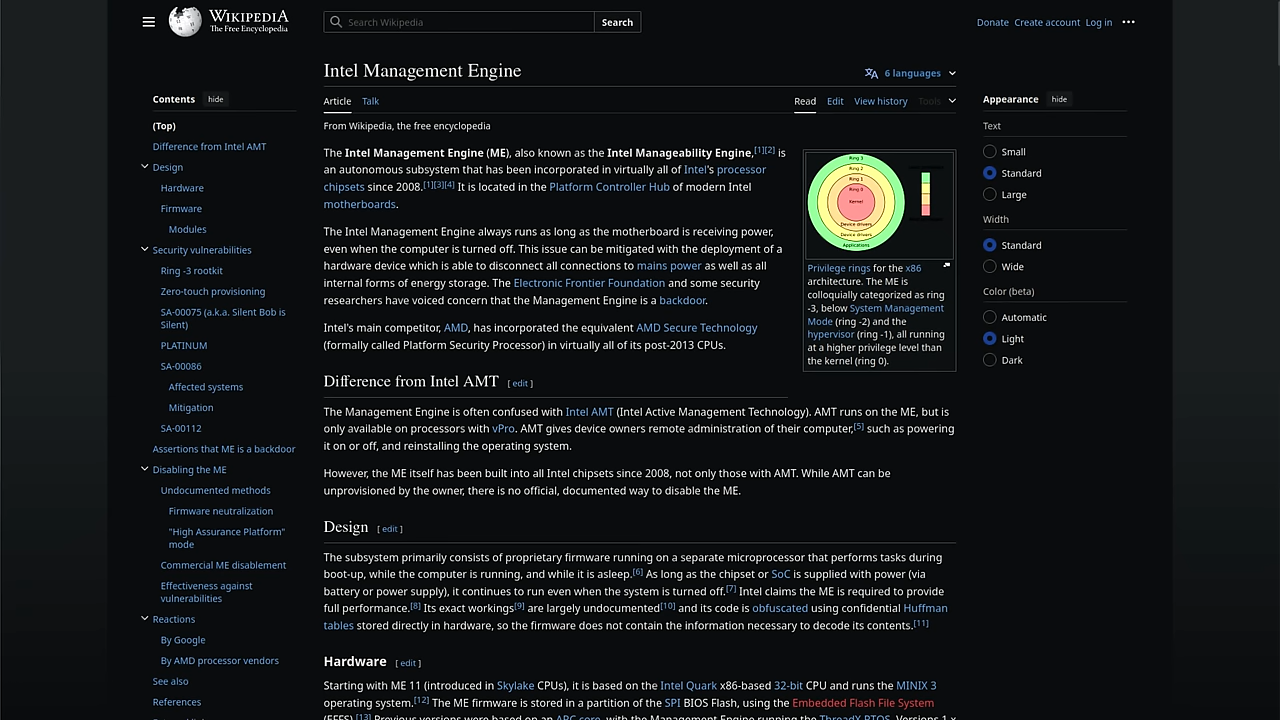 WIKIPEDIA
The Free Encyclopedia
Search Wikipedia
Search
Donate Create account Log in
Contents hide
(Top)
Difference from Intel AMT
Design
Hardware
Firmware
Modules
Security vulnerabilities
Ring -3 rootkit
Zero-touch provisioning
SA-00075 (a.k.a. Silent Bob is
Silent)
PLATINUM
SA-00086
Affected systems
Mitigation
SA-00112
Assertions that ME is a backdoor
Disabling the ME
Undocumented methods
Firmware neutralization
"High Assurance Platform"
mode
Commercial ME disablement
Effectiveness against
vulnerabilities
Reactions
By Google
By AMD processor vendors
See also
References
Intel Management Engine
6 languages
Article Talk
Read Edit View history Tools
From Wikipedia, the free encyclopedia
The Intel Management Engine (ME), also known as the Intel Manageability Engine,[1][2] is
an autonomous subsystem that has been incorporated in virtually all of Intel's processor
chipsets since 2008.[1][3][4] It is located in the Platform Controller Hub of modern Intel
motherboards.
The Intel Management Engine always runs as long as the motherboard is receiving power,
even when the computer is turned off. This issue can be mitigated with the deployment of a
hardware device which is able to disconnect all connections to mains power as well as all
internal forms of energy storage. The Electronic Frontier Foundation and some security
researchers have voiced concern that the Management Engine is a backdoor.
Intel's main competitor, AMD, has incorporated the equivalent AMD Secure Technology
(formally called Platform Security Processor) in virtually all of its post-2013 CPUs.
Ring 3
Ring 2
Ring 1
Ring 0
Kernel
Device drivers
Device drivers
Applications
Privilege rings for the x86
architecture. The ME is
colloquially categorized as ring
-3, below System Management
Mode (ring -2) and the
hypervisor (ring -1), all running
at a higher privilege level than
the kernel (ring 0).
Difference from Intel AMT [ edit ]
The Management Engine is often confused with Intel AMT (Intel Active Management Technology). AMT runs on the ME, but is
only available on processors with vPro. AMT gives device owners remote administration of their computer,[5] such as powering
it on or off, and reinstalling the operating system.
However, the ME itself has been built into all Intel chipsets since 2008, not only those with AMT. While AMT can be
unprovisioned by the owner, there is no official, documented way to disable the ME.
Design [ edit ]
The subsystem primarily consists of proprietary firmware running on a separate microprocessor that performs tasks during
boot-up, while the computer is running, and while it is asleep.[6] As long as the chipset or SoC is supplied with power (via
battery or power supply), it continues to run even when the system is turned off.[7] Intel claims the ME is required to provide
full performance.[8] Its exact workings[9] are largely undocumented[10] and its code is obfuscated using confidential Huffman
tables stored directly in hardware, so the firmware does not contain the information necessary to decode its contents.[11]
Hardware [ edit ]
Starting with ME 11 (introduced in Skylake CPUs), it is based on the Intel Quark x86-based 32-bit CPU and runs the MINIX 3
operating system.[12] The ME firmware is stored in a partition of the SPI BIOS Flash, using the Embedded Flash File System
(EFFS).[13] Previous versions were based on an ARC core, with the Management Engine running the ThreadX RTOS. Versions 1.x
Appearance hide
Text
Small
Standard
Large
Width
Standard
Wide
Color (beta)
Automatic
Light
Dark